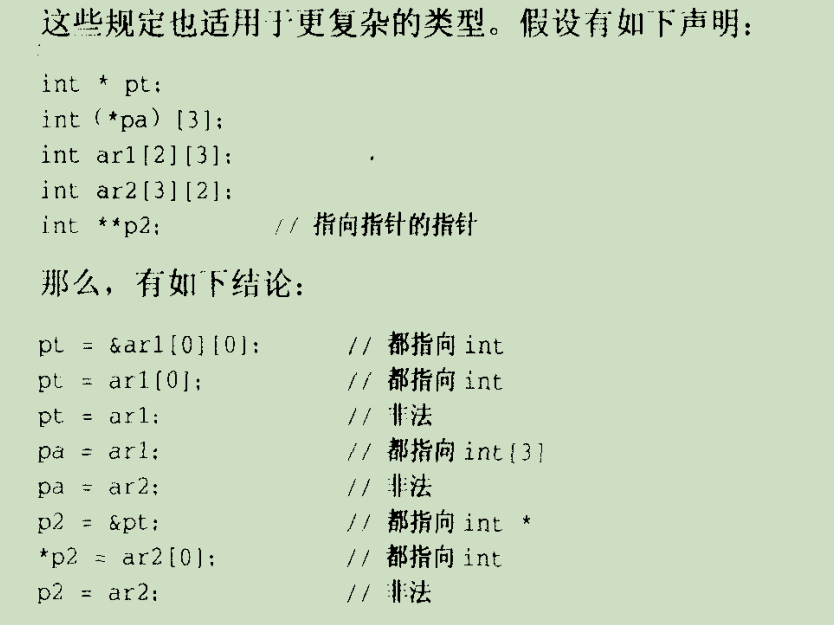 这些规定也适用于更复杂的类型。假设有如下声明：
int * pt;
int (*pa) [3];
int ar1[2][3];
int ar2[3][2];
int **p2; // 指向指针的指针
那么，有如下结论：
pt = &ar1[0][0]; // 都指向 int
pt = ar1[0]; // 都指向 int
pt = ar1; // 非法
pa = ar1; // 都指向 int[3]
pa = ar2; // 非法
p2 = &pt; // 都指向 int *
*p2 = ar2[0]; // 都指向 int
p2 = ar2; // 非法